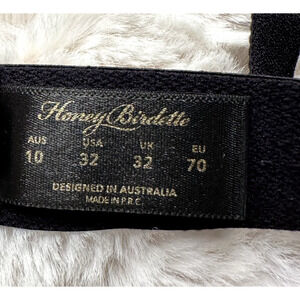 Honey Birdette
AUS USA UK EU
10 32 32 70
DESIGNED IN AUSTRALIA
MADE IN P.R.C.